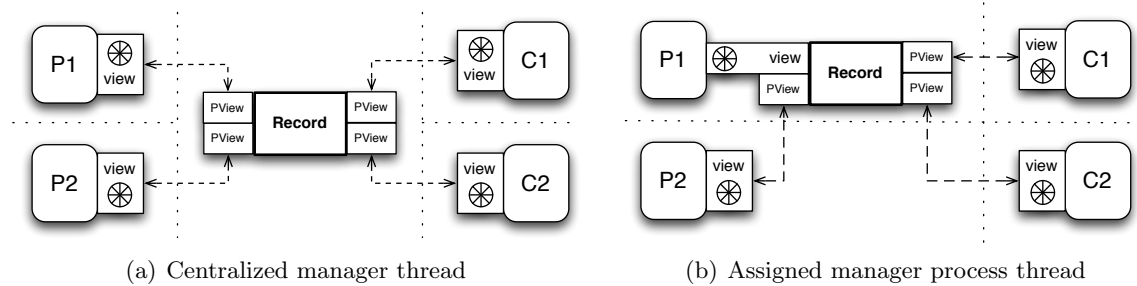 P1
view
PView
PView
Record
PView
PView
view
C1
P2
view
view
C2
(a) Centralized manager thread
P1
view
Record
PView
PView
PView
view
C1
P2
view
view
C2
(b) Assigned manager process thread